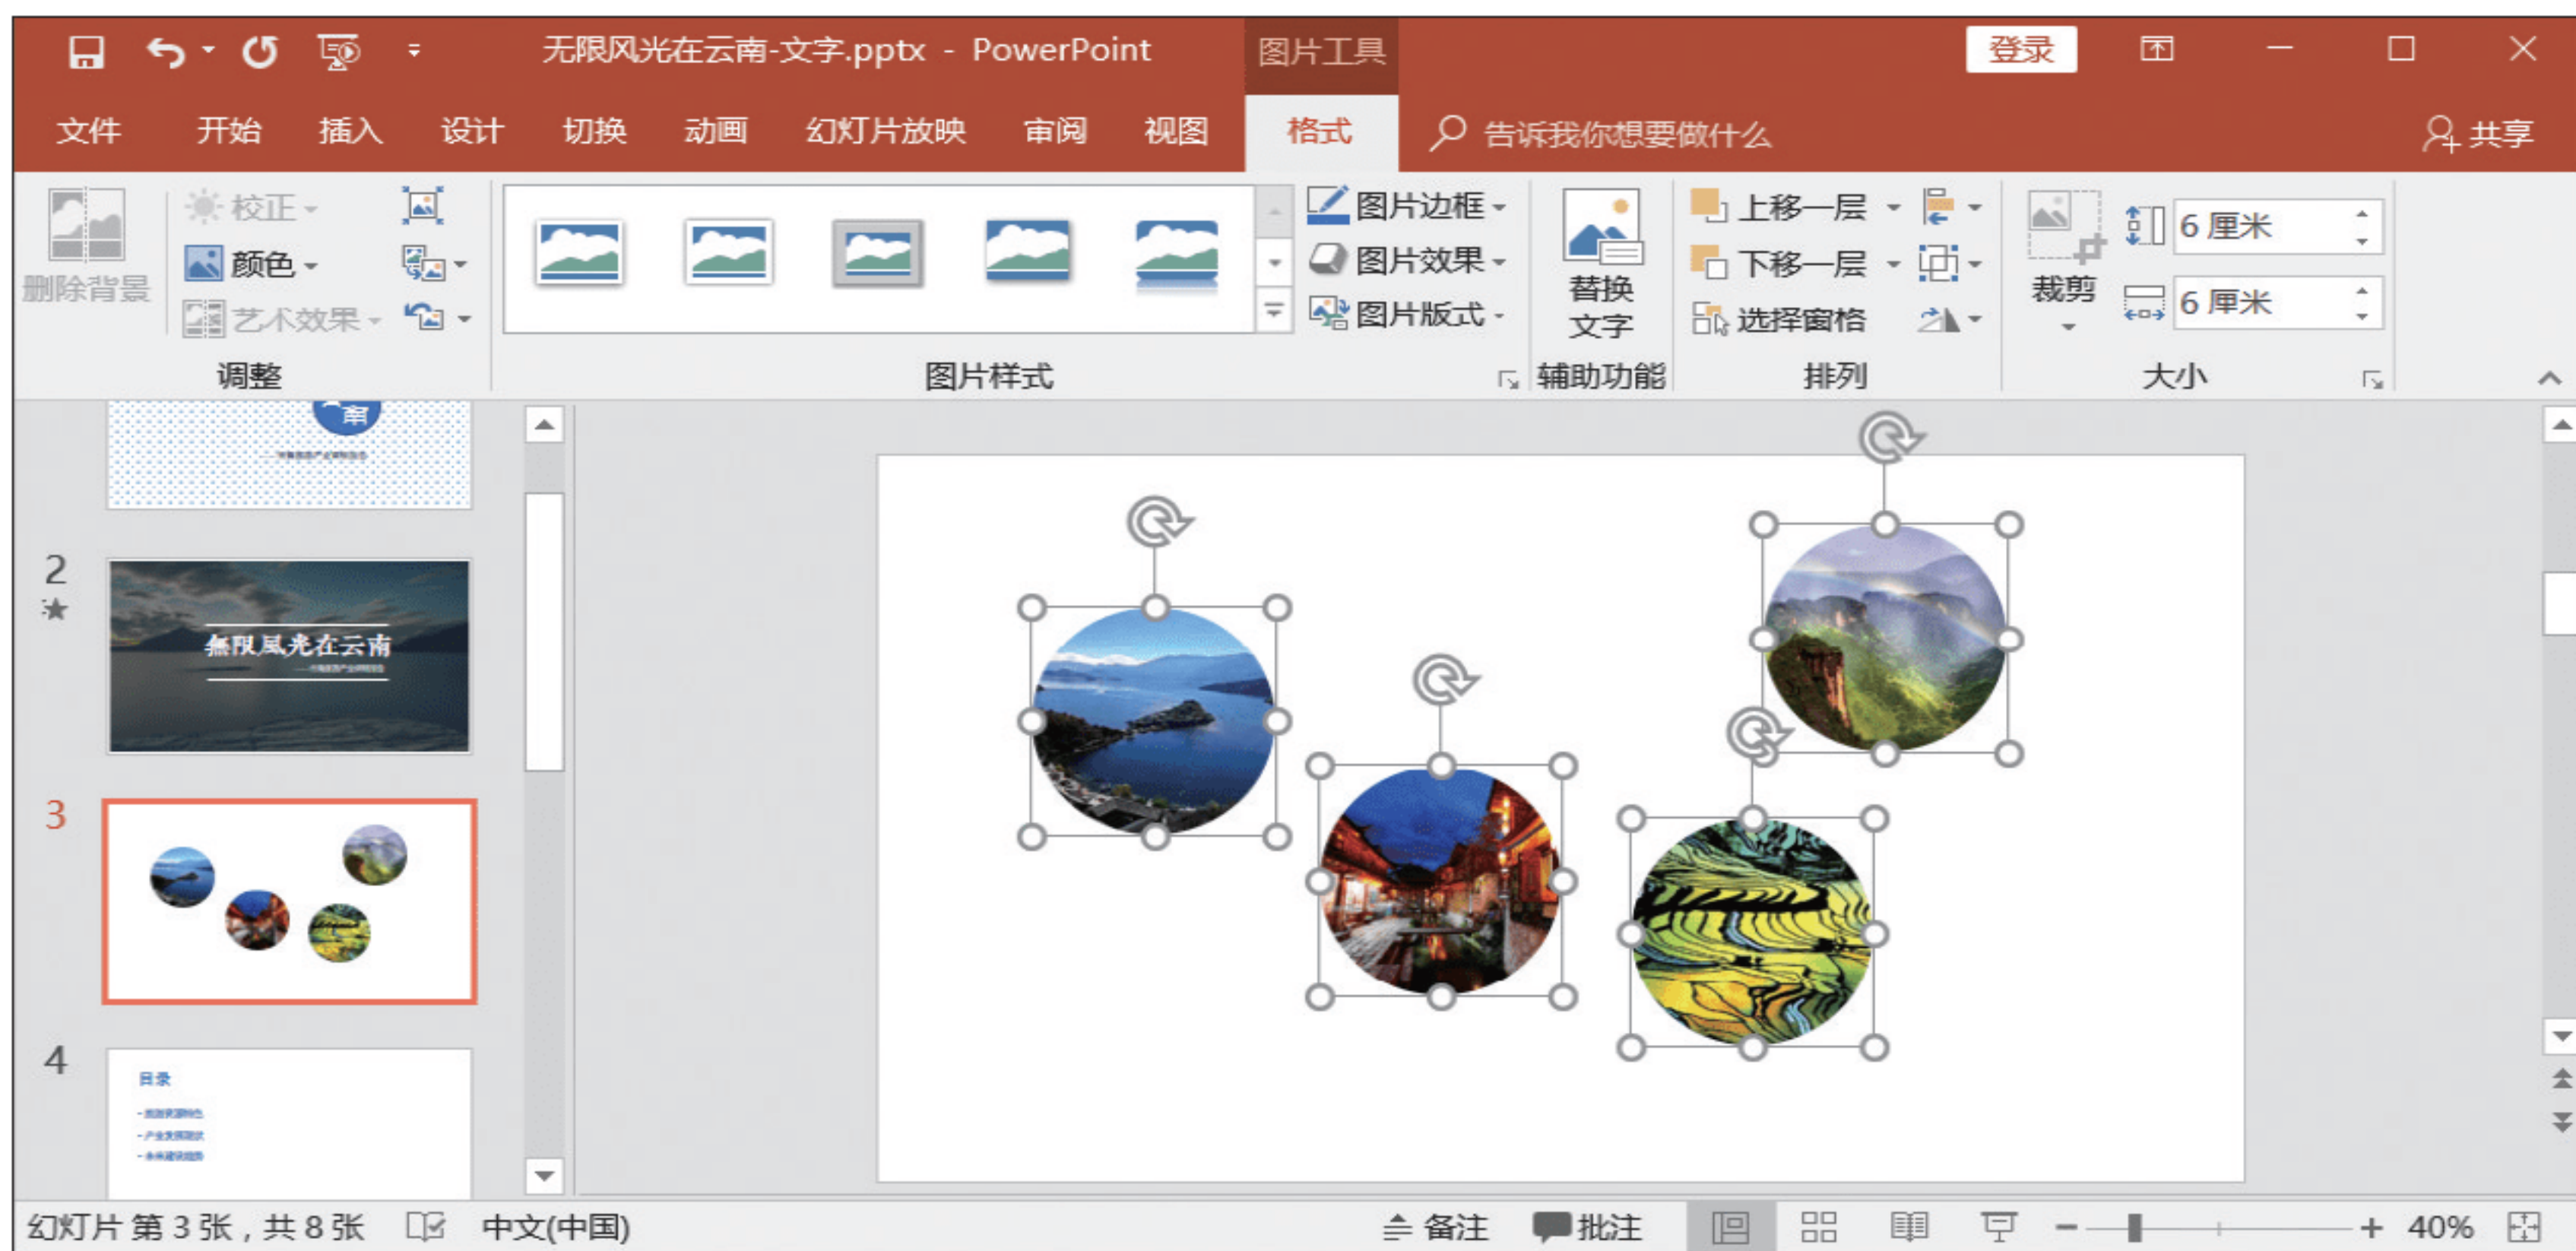 无限风光在云南-文字.pptx - PowerPoint
图片工具
登录
文件 开始 插入 设计 切换 动画 幻灯片放映 审阅 视图 格式 告诉我你想要做什么 共享
删除背景
校正
颜色
艺术效果
调整
图片样式
图片边框
图片效果
图片版式
替换
文字
辅助功能
上移一层
下移一层
选择窗格
排列
裁剪
6 厘米
6 厘米
大小
南
2
無限風光在云南
3
4
目录
幻灯片 第 3 张，共 8 张 中文(中国) 备注 批注 40%